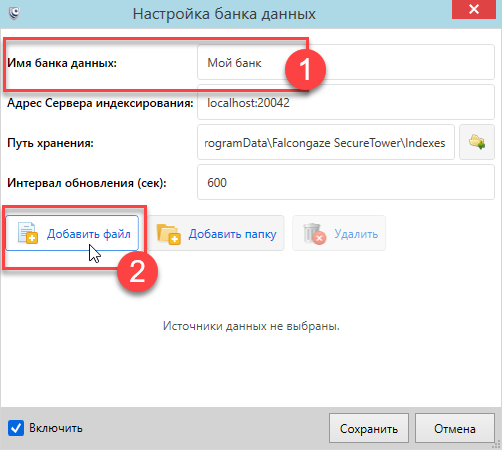 Настройка банка данных
Имя банка данных: Мой банк 1
Адрес Сервера индексирования: localhost:20042
Путь хранения: rogramData\Falcongaze SecureTower\Indexes
Интервал обновления (сек): 600
Добавить файл Добавить папку Удалить
2
Источники данных не выбраны.
Включить Сохранить Отмена